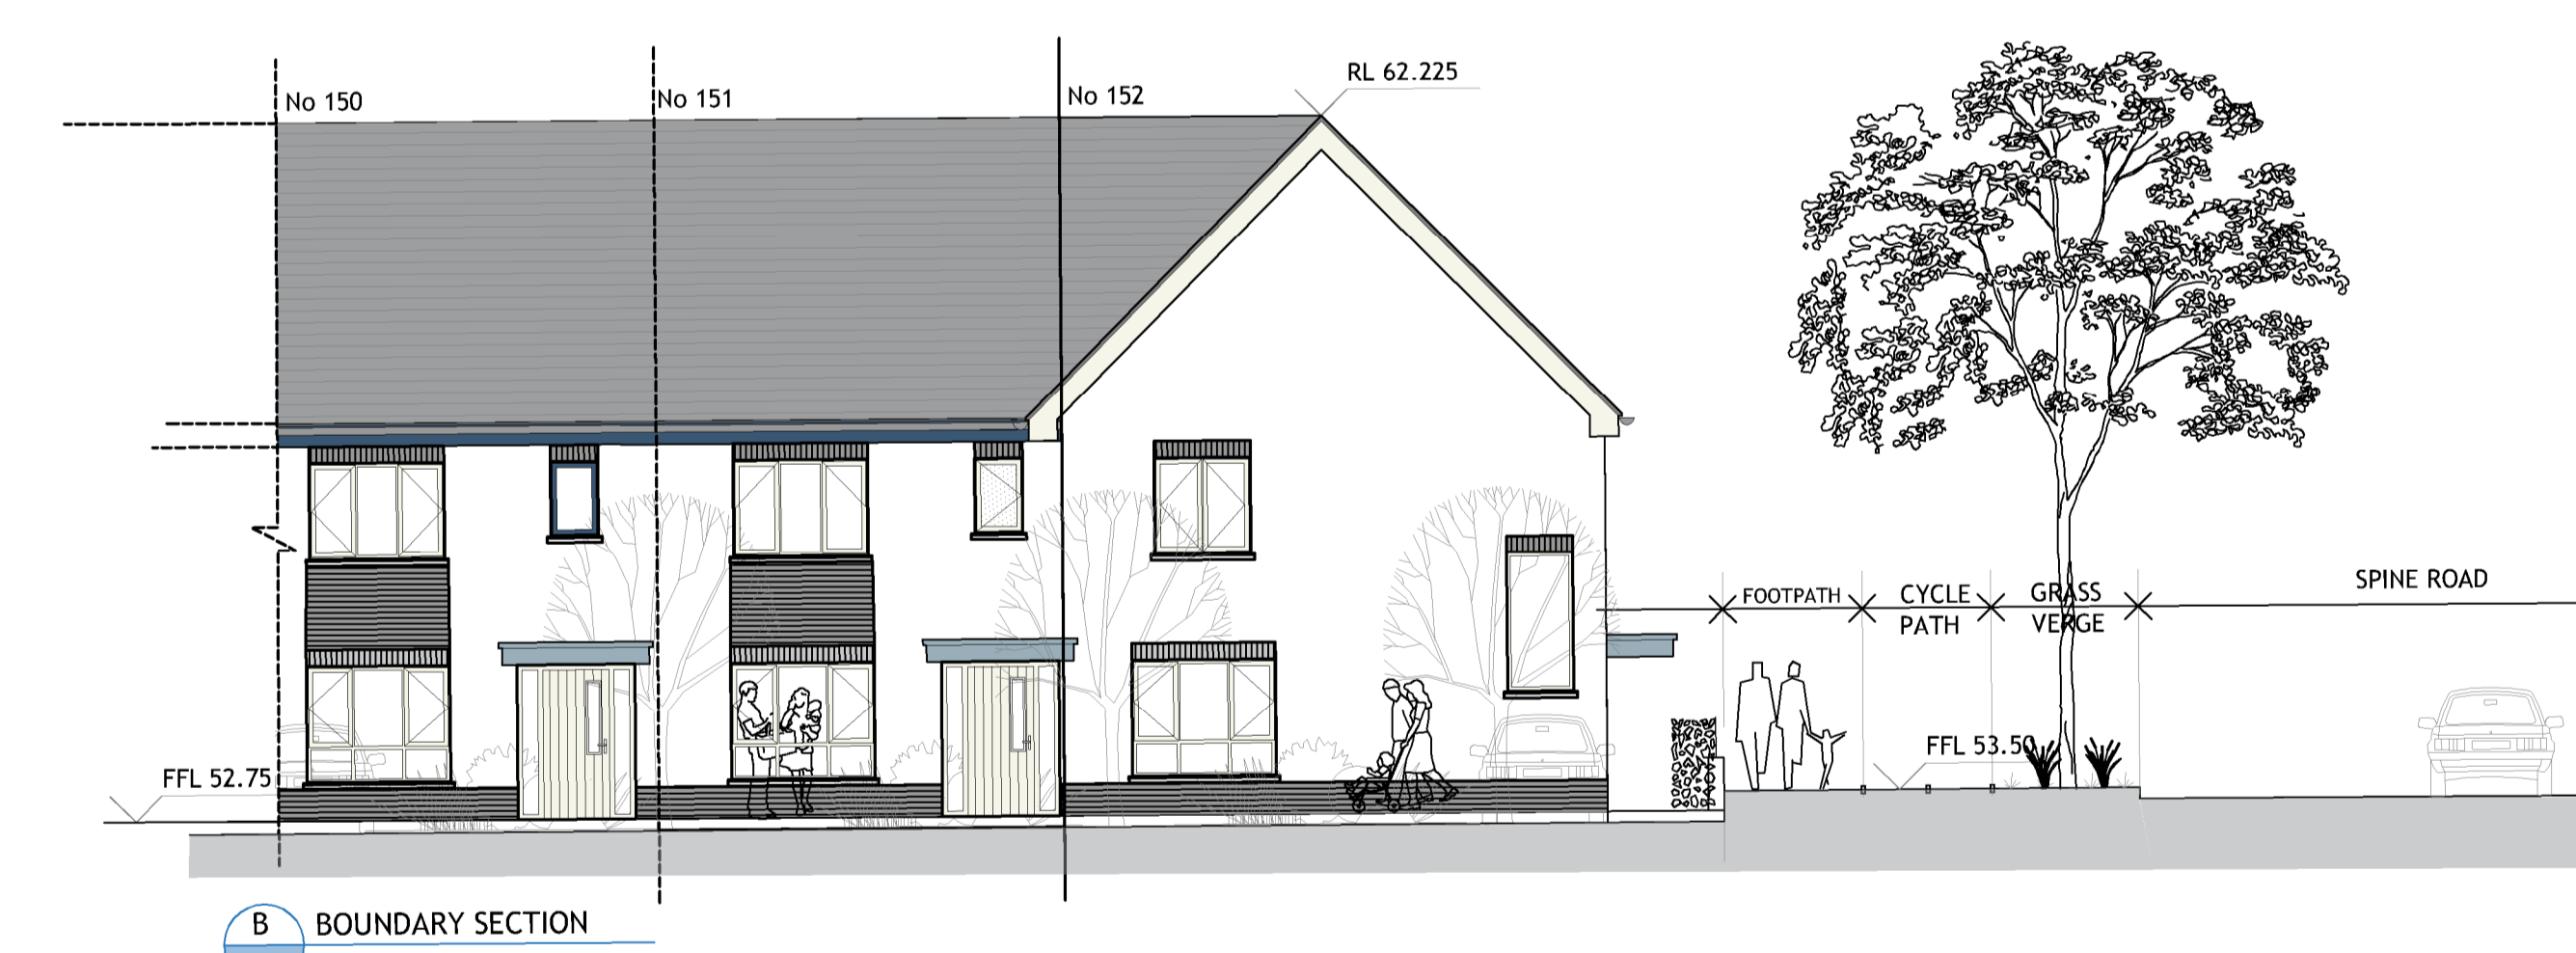 RL 62.225
No 150
No 151
No 152
SPINE ROAD
FOOTPATH
CYCLE
PATH
GRASS
VERGE
FFL 53.50
FFL 52.75
B
BOUNDARY SECTION